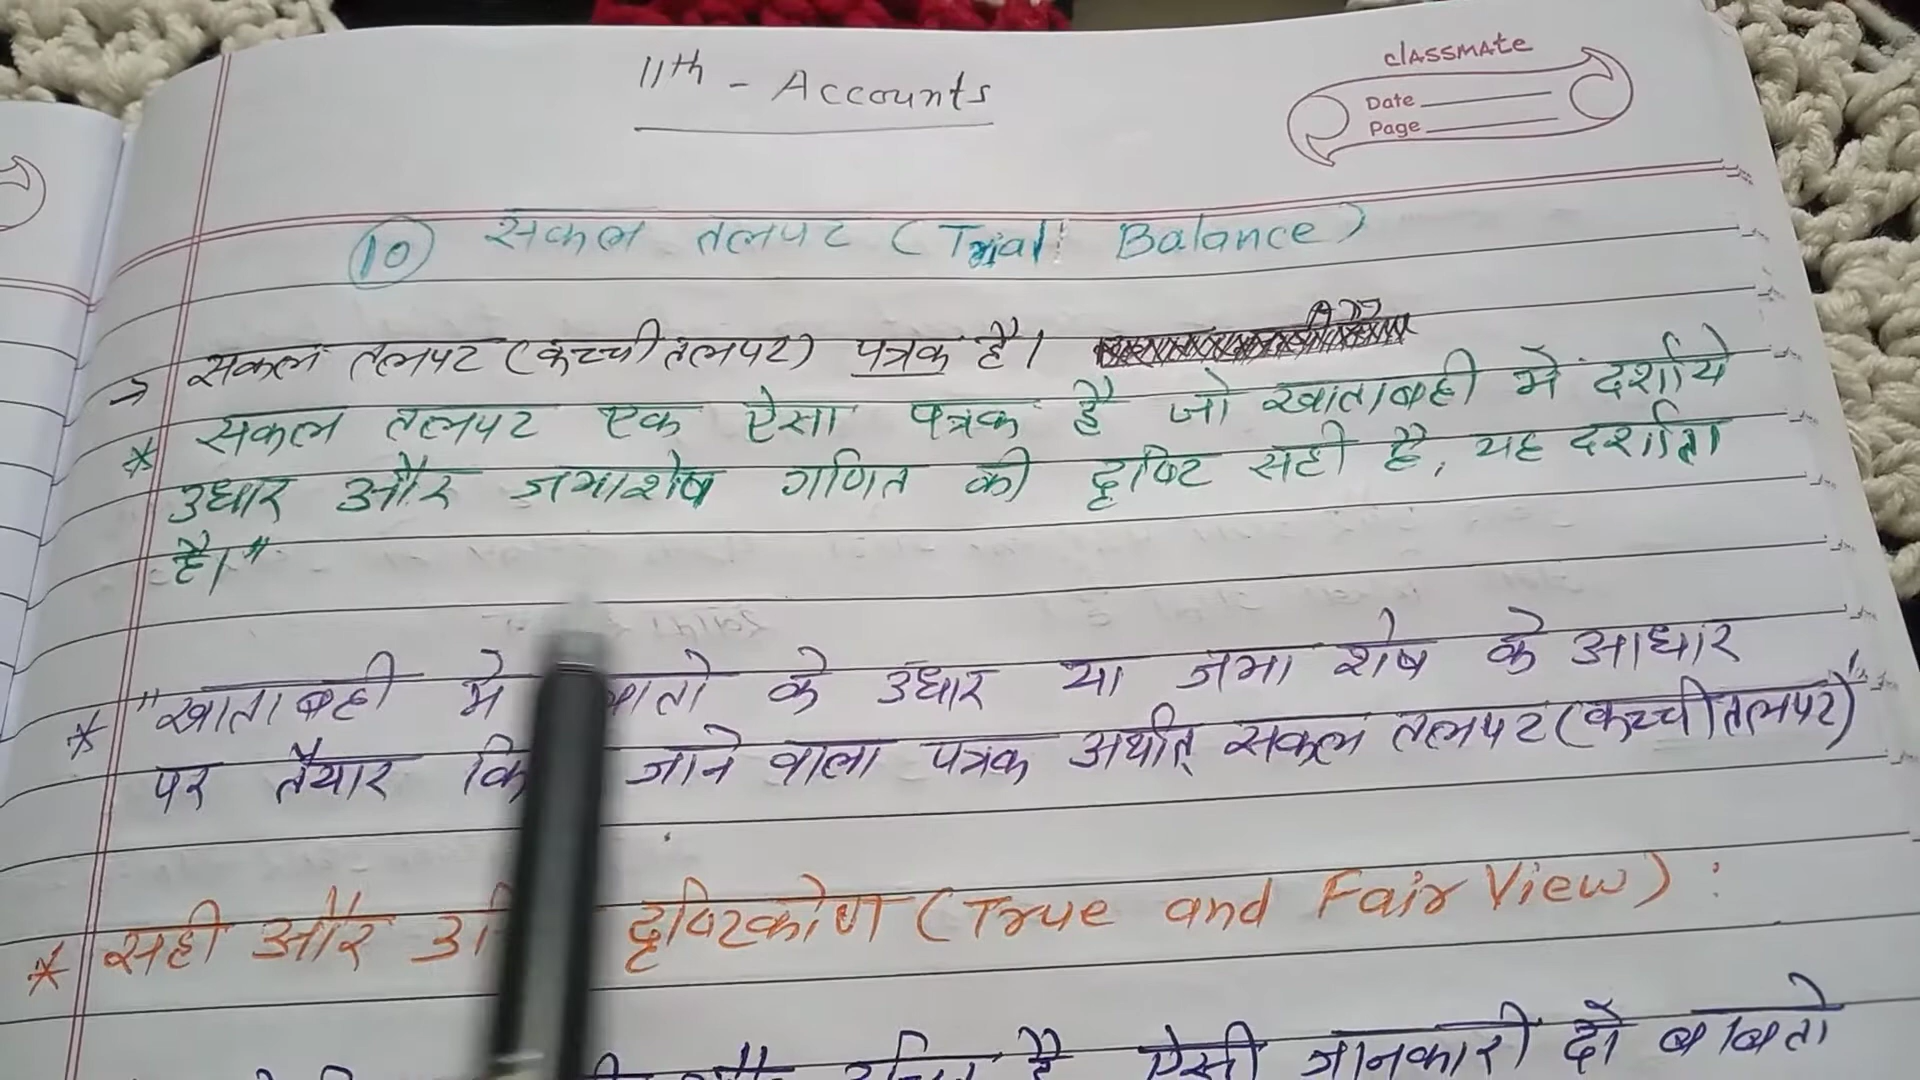 11th - Accounts
classmate
Date
Page
10 सकल तलपट (Trial Balance)
→ सकल तलपट (कच्ची तलपट) पत्रक है।
* सकल तलपट एक ऐसा पत्रक है जो खाताबही में दर्शाये
उधार और जमाशेष गणित की दृष्टि सही है, यह दर्शाता
है।"
* "खाताबही मे के उधार या जमा शेष के आधार
पर तैयार जाने वाला पत्रक अर्थात् सकल तलपट (कच्ची तलपट)"
* सही और दृष्टिकोण (True and Fair View) :
है ऐसी जानकारी दो बाबतो